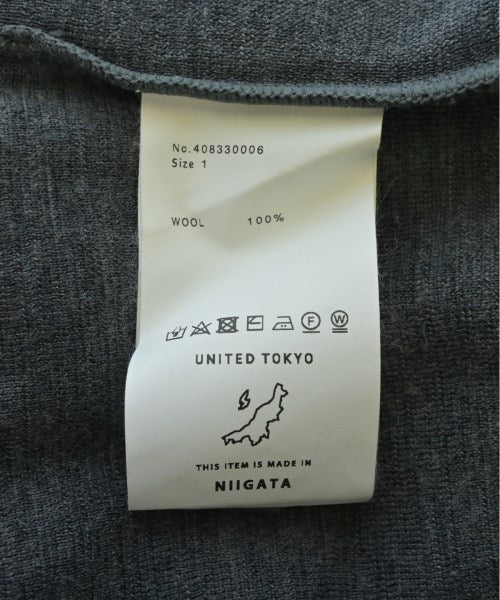 No.408330006
Size 1
WOOL 100%
F W
UNITED TOKYO
THIS ITEM IS MADE IN
NIIGATA